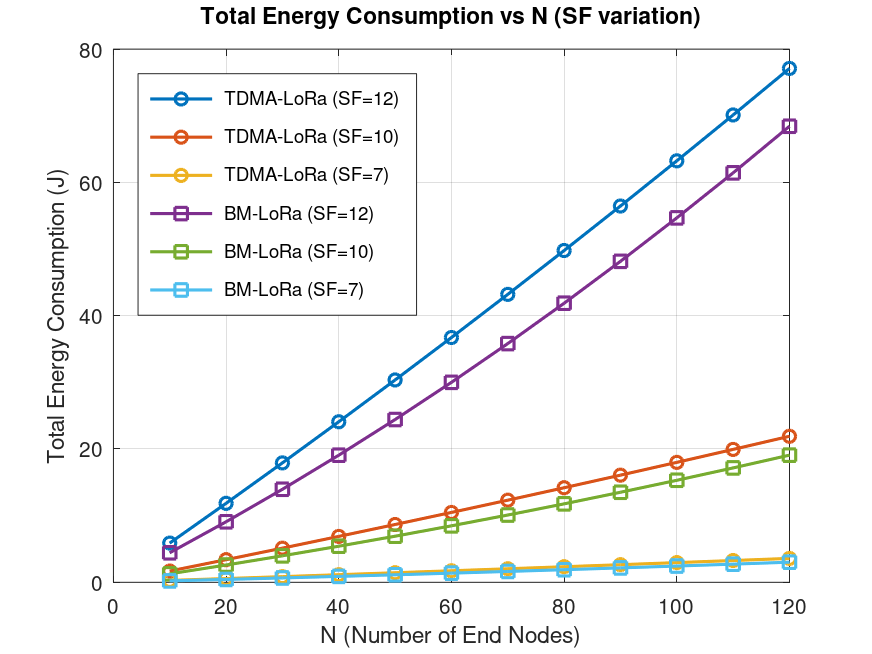 Total Energy Consumption vs N (SF variation)
80
60
40
20
0
Total Energy Consumption (J)
TDMA-LoRa (SF=12)
TDMA-LoRa (SF=10)
TDMA-LoRa (SF=7)
BM-LoRa (SF=12)
BM-LoRa (SF=10)
BM-LoRa (SF=7)
0 20 40 60 80 100 120
N (Number of End Nodes)